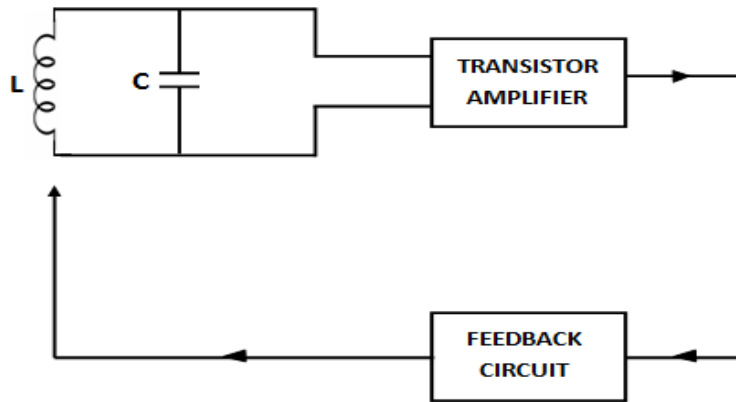 TRANSISTOR
AMPLIFIER
L
C
FEEDBACK
CIRCUIT